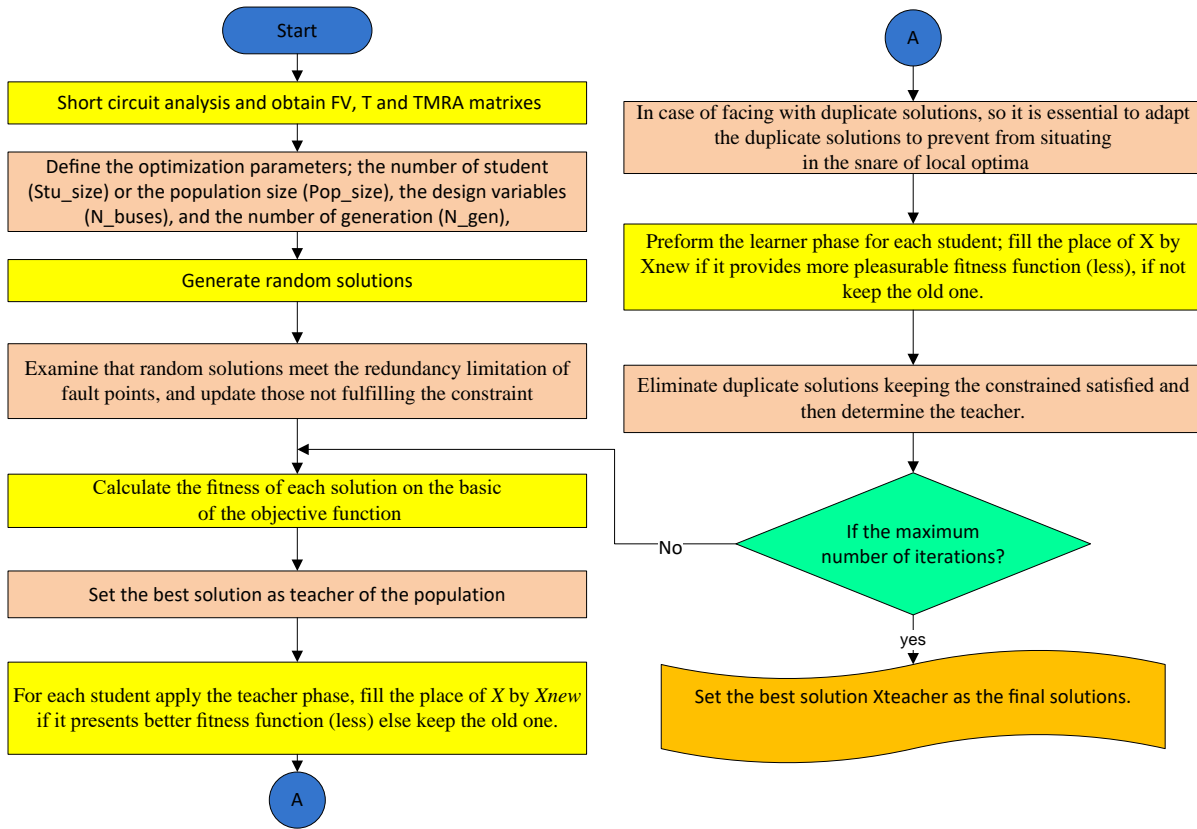 Start
Short circuit analysis and obtain FV, T and TMRA matrixes
Define the optimization parameters; the number of student
(Stu_size) or the population size (Pop_size), the design variables
(N_buses), and the number of generation (N_gen),
Generate random solutions
Examine that random solutions meet the redundancy limitation of
fault points, and update those not fulfilling the constraint
Calculate the fitness of each solution on the basic
of the objective function
Set the best solution as teacher of the population
For each student apply the teacher phase, fill the place of X by Xnew
if it presents better fitness function (less) else keep the old one.
A
A
In case of facing with duplicate solutions, so it is essential to adapt
the duplicate solutions to prevent from situating
in the snare of local optima
Preform the learner phase for each student; fill the place of X by
Xnew if it provides more pleasurable fitness function (less), if not
keep the old one.
Eliminate duplicate solutions keeping the constrained satisfied and
then determine the teacher.
If the maximum
number of iterations?
No
yes
Set the best solution Xteacher as the final solutions.